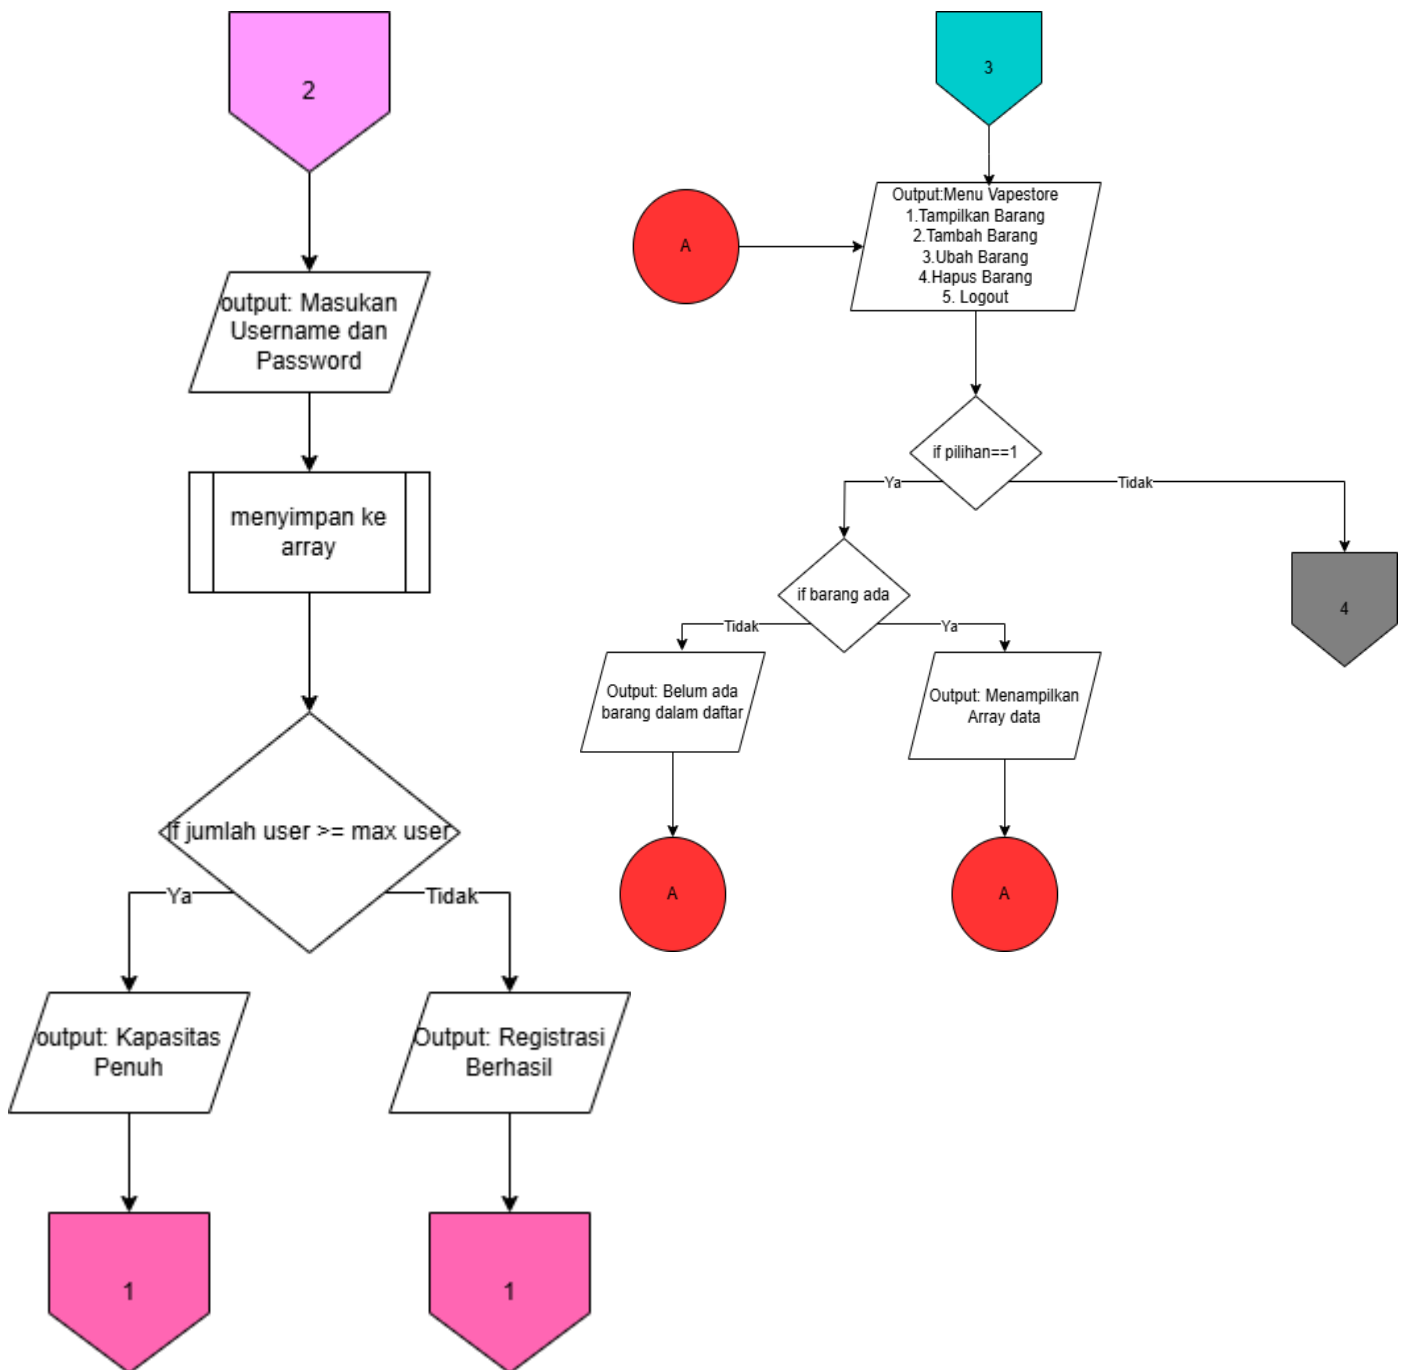 2
output: Masukan
Username dan
Password
menyimpan ke
array
If jumlah user >= max user
Ya
Tidak
output: Kapasitas
Penuh
Output: Registrasi
Berhasil
1
1
3
A
Output:Menu Vapestore
1.Tampilkan Barang
2.Tambah Barang
3.Ubah Barang
4.Hapus Barang
5. Logout
if pilihan==1
Ya
Tidak
if barang ada
4
Tidak
Ya
Output: Belum ada
barang dalam daftar
Output: Menampilkan
Array data
A
A